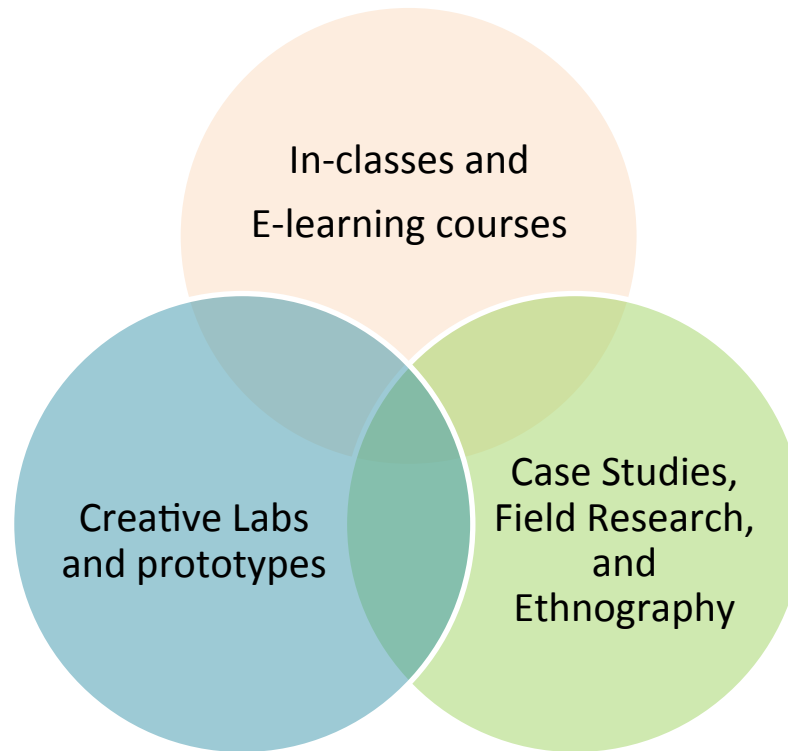 In-classes and
E-learning courses
Creative Labs
and prototypes
Case Studies,
Field Research,
and
Ethnography